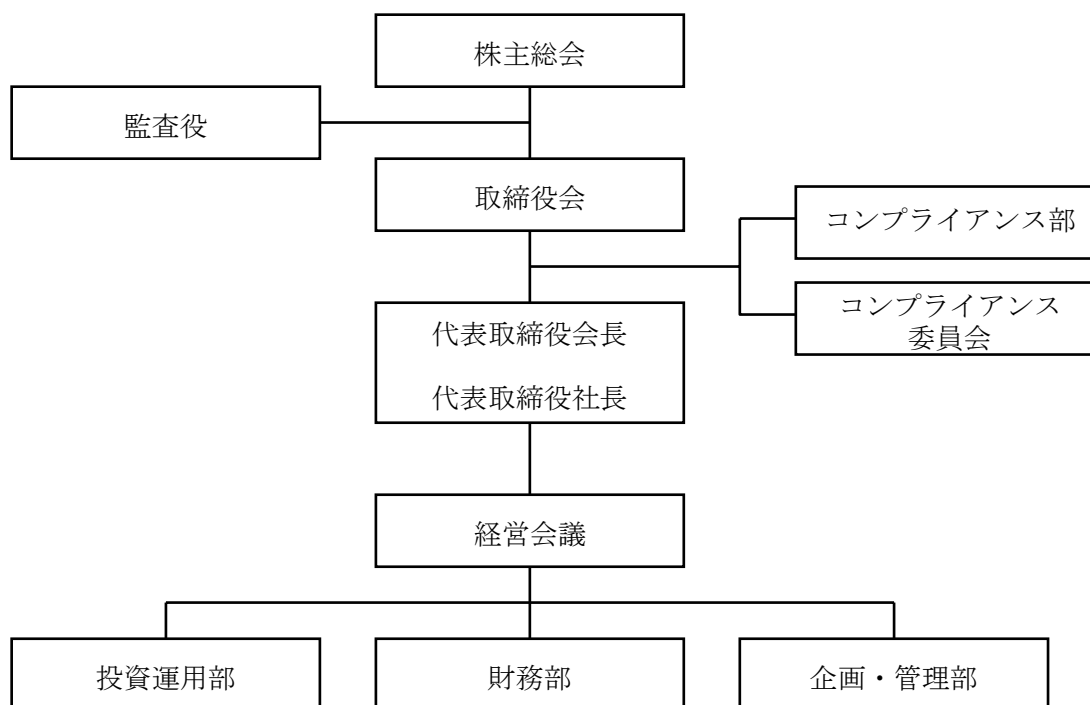 株主総会
監査役
取締役会
コンプライアンス部
コンプライアンス
委員会
代表取締役会長
代表取締役社長
経営会議
投資運用部
財務部
企画・管理部